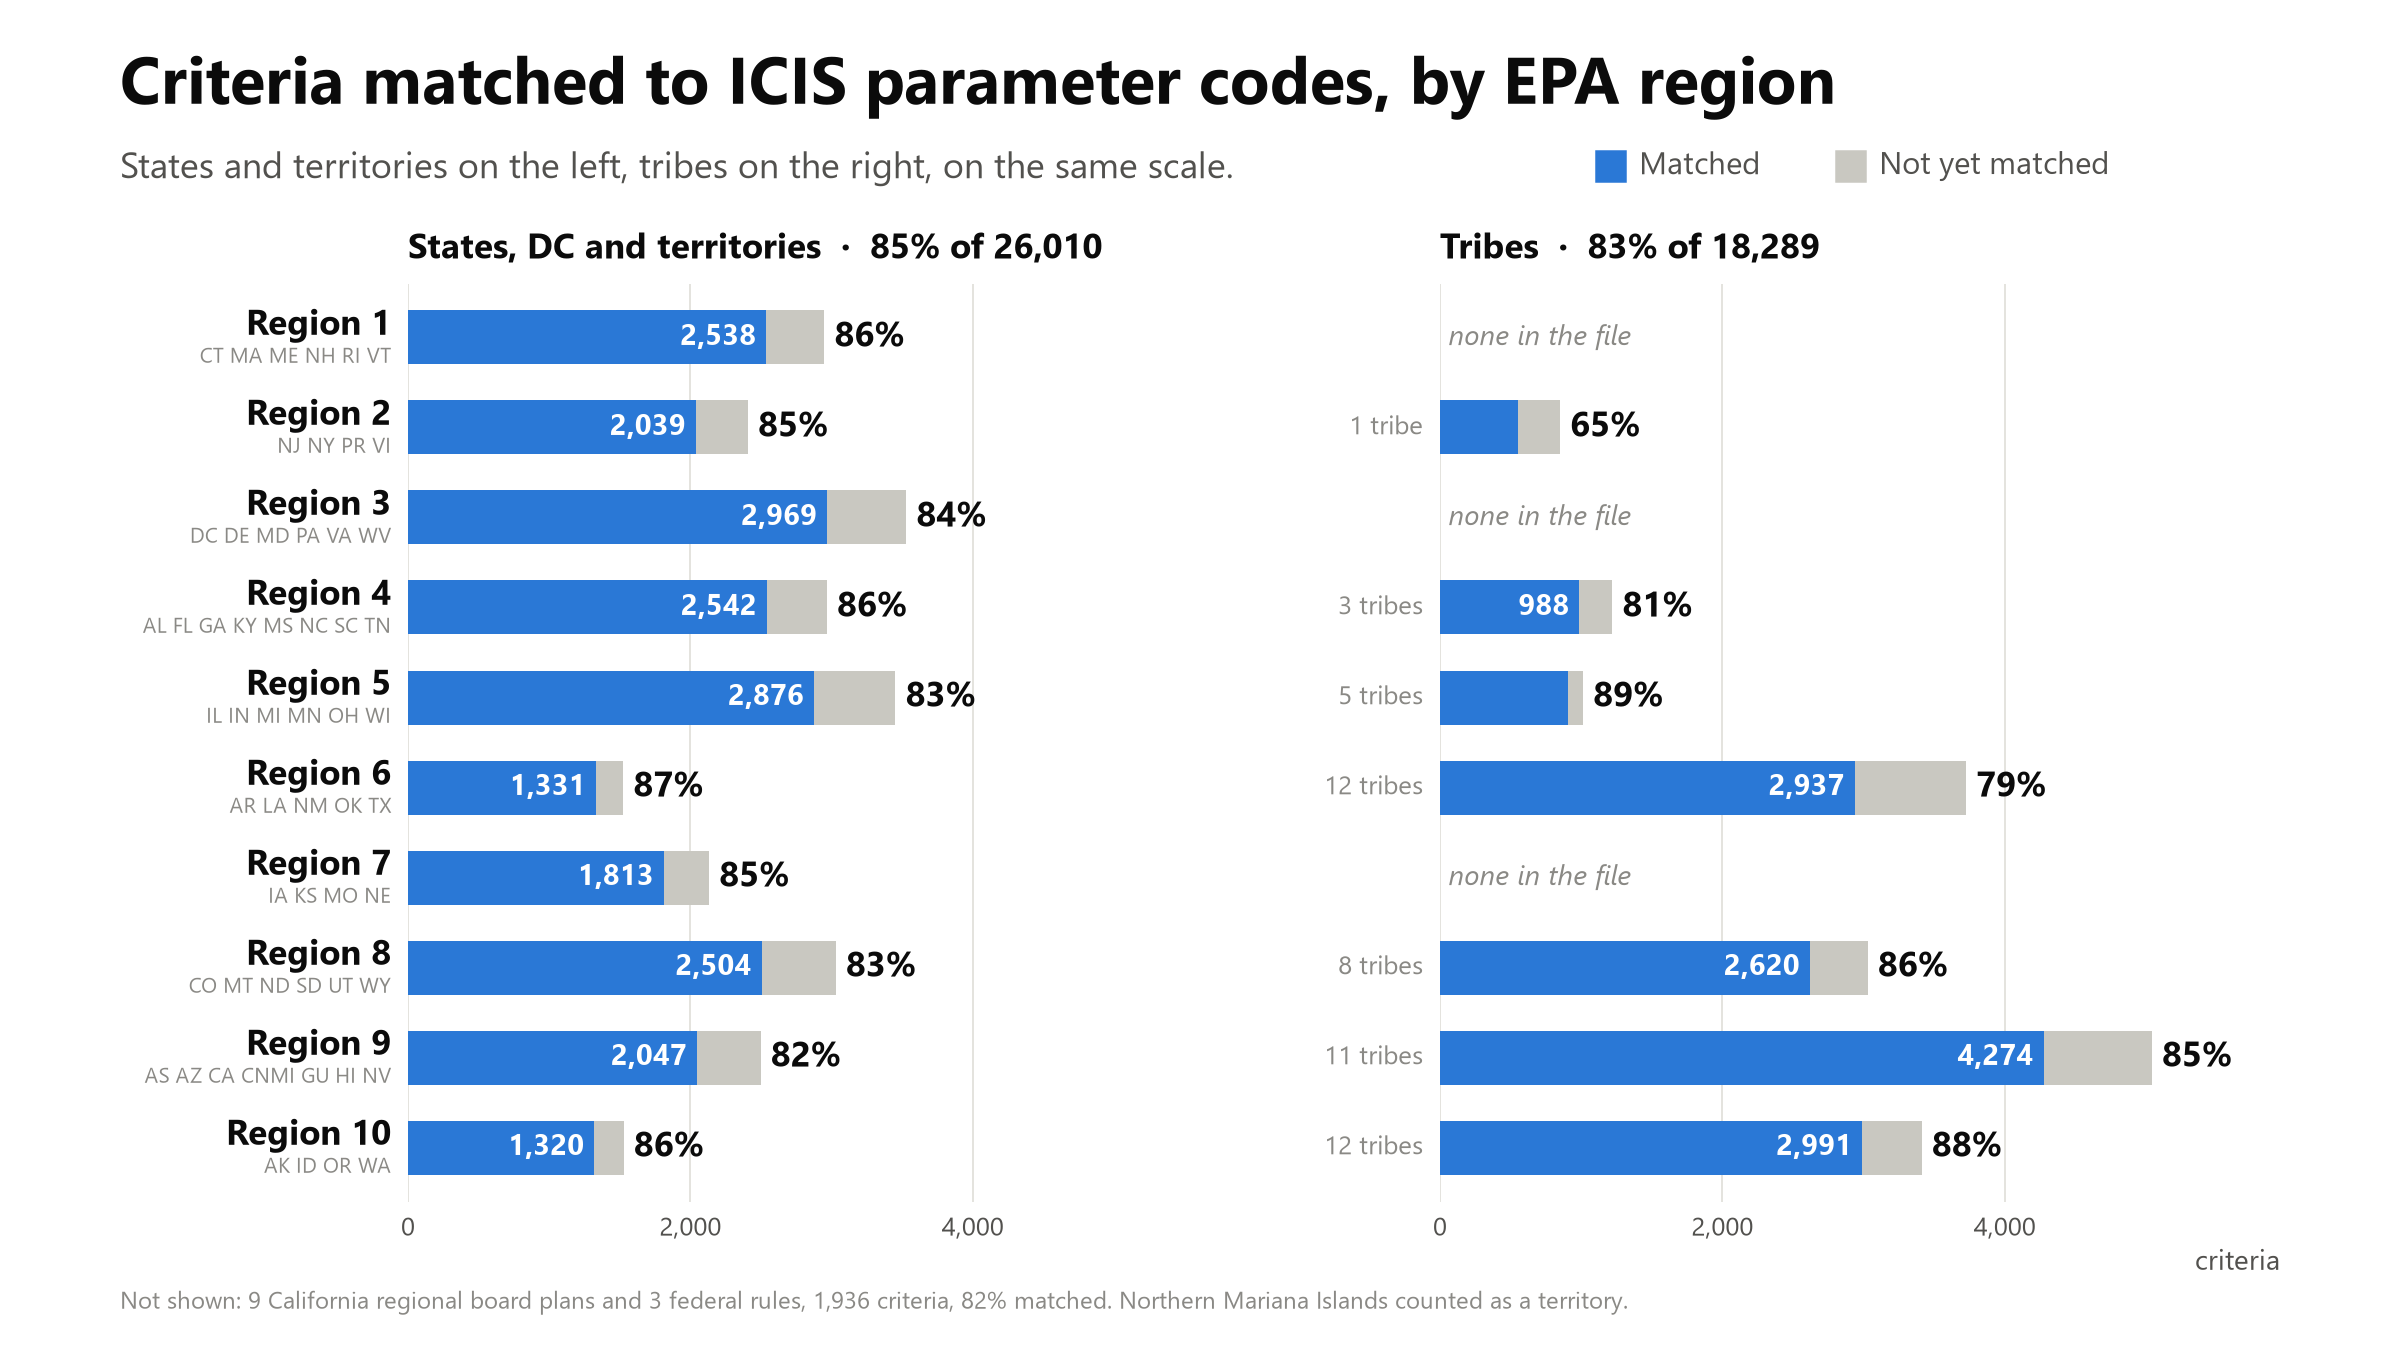 Criteria matched to ICIS parameter codes, by EPA region
States and territories on the left, tribes on the right, on the same scale.
Matched
Not yet matched
States, DC and territories · 85% of 26,010
Region 1
CT MA ME NH RI VT
2,538
86%
Region 2
NJ NY PR VI
2,039
85%
Region 3
DC DE MD PA VA WV
2,969
84%
Region 4
AL FL GA KY MS NC SC TN
2,542
86%
Region 5
IL IN MI MN OH WI
2,876
83%
Region 6
AR LA NM OK TX
1,331
87%
Region 7
IA KS MO NE
1,813
85%
Region 8
CO MT ND SD UT WY
2,504
83%
Region 9
AS AZ CA CNMI GU HI NV
2,047
82%
Region 10
AK ID OR WA
1,320
86%
0
2,000
4,000
Tribes · 83% of 18,289
none in the file
1 tribe
65%
none in the file
3 tribes
988
81%
5 tribes
89%
12 tribes
2,937
79%
none in the file
8 tribes
2,620
86%
11 tribes
4,274
85%
12 tribes
2,991
88%
0
2,000
4,000
criteria
Not shown: 9 California regional board plans and 3 federal rules, 1,936 criteria, 82% matched. Northern Mariana Islands counted as a territory.